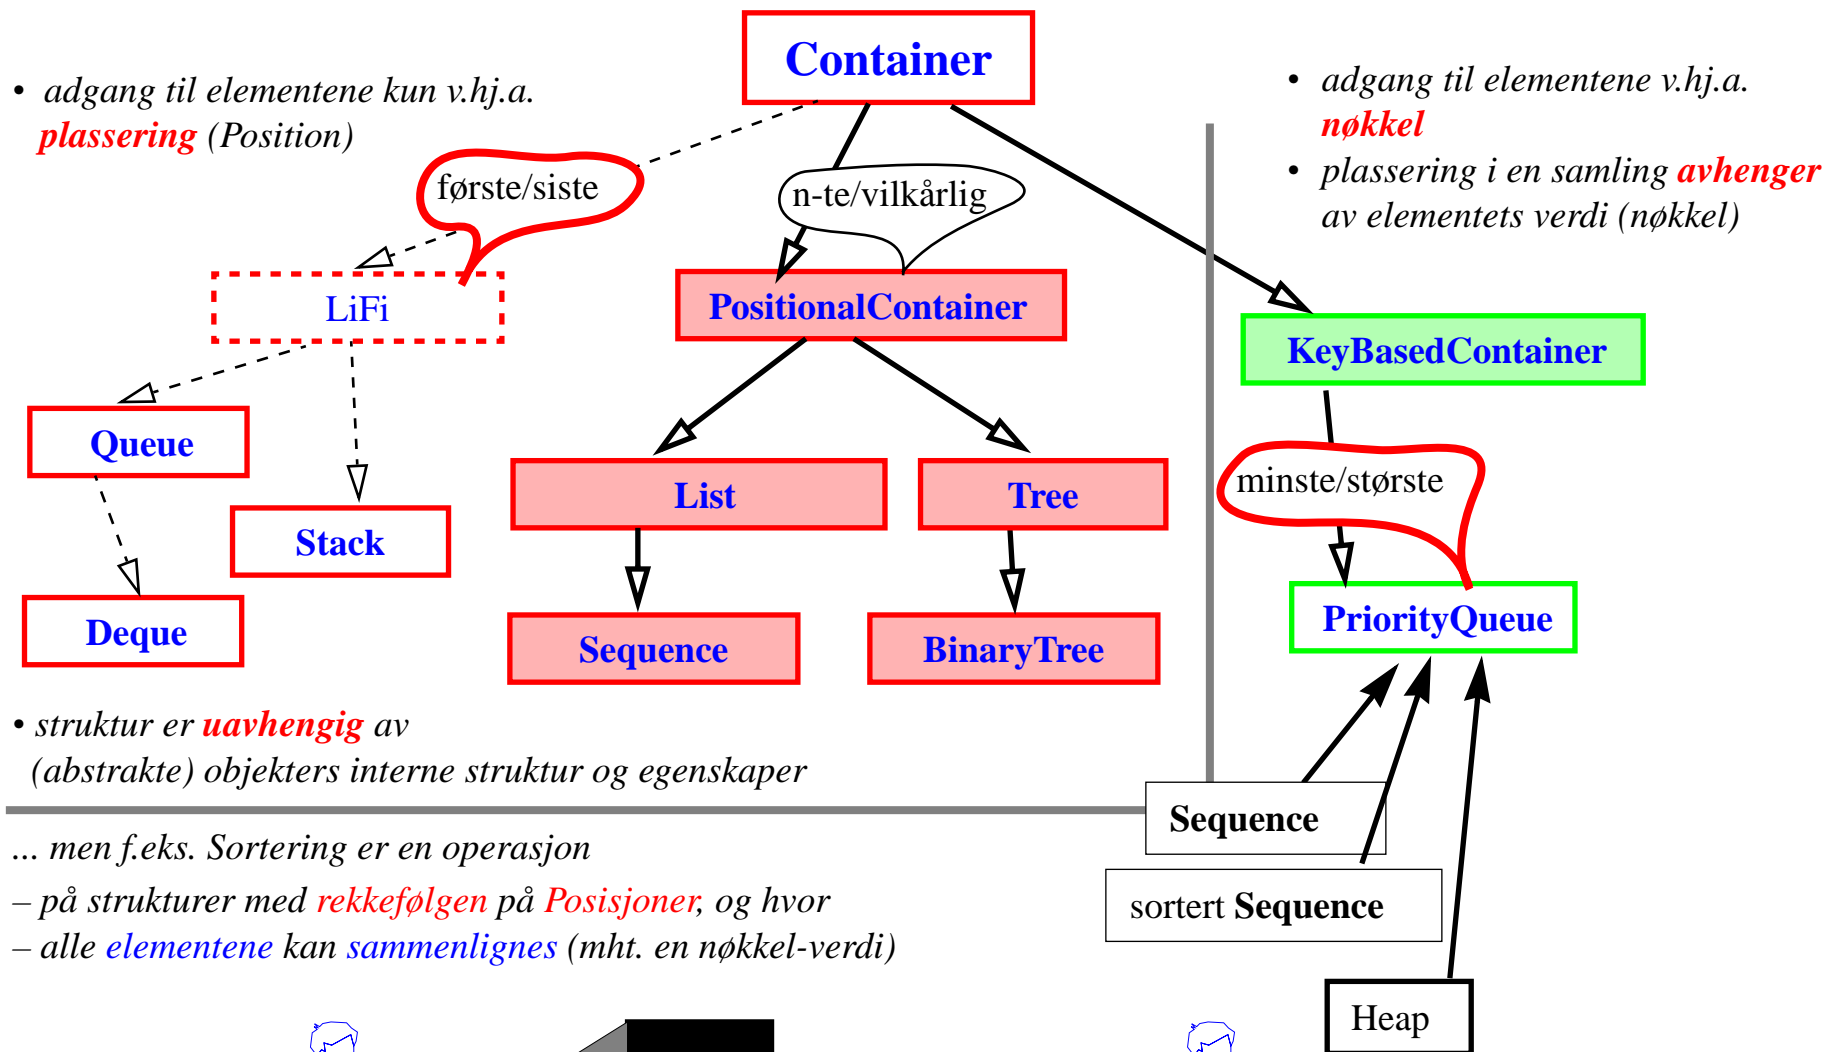 Container
• adgang til elementene kun v.hj.a.
plassering (Position)
• adgang til elementene v.hj.a.
nøkkel
• plassering i en samling avhenger
av elementets verdi (nøkkel)
første/siste
n-te/vilkårlig
LiFi
PositionalContainer
KeyBasedContainer
Queue
Stack
Deque
List
Tree
Sequence
BinaryTree
minste/største
PriorityQueue
• struktur er uavhengig av
(abstrakte) objekters interne struktur og egenskaper
Sequence
sortert Sequence
Heap
... men f.eks. Sortering er en operasjon
– på strukturer med rekkefølgen på Posisjoner, og hvor
– alle elementene kan sammenlignes (mht. en nøkkel-verdi)